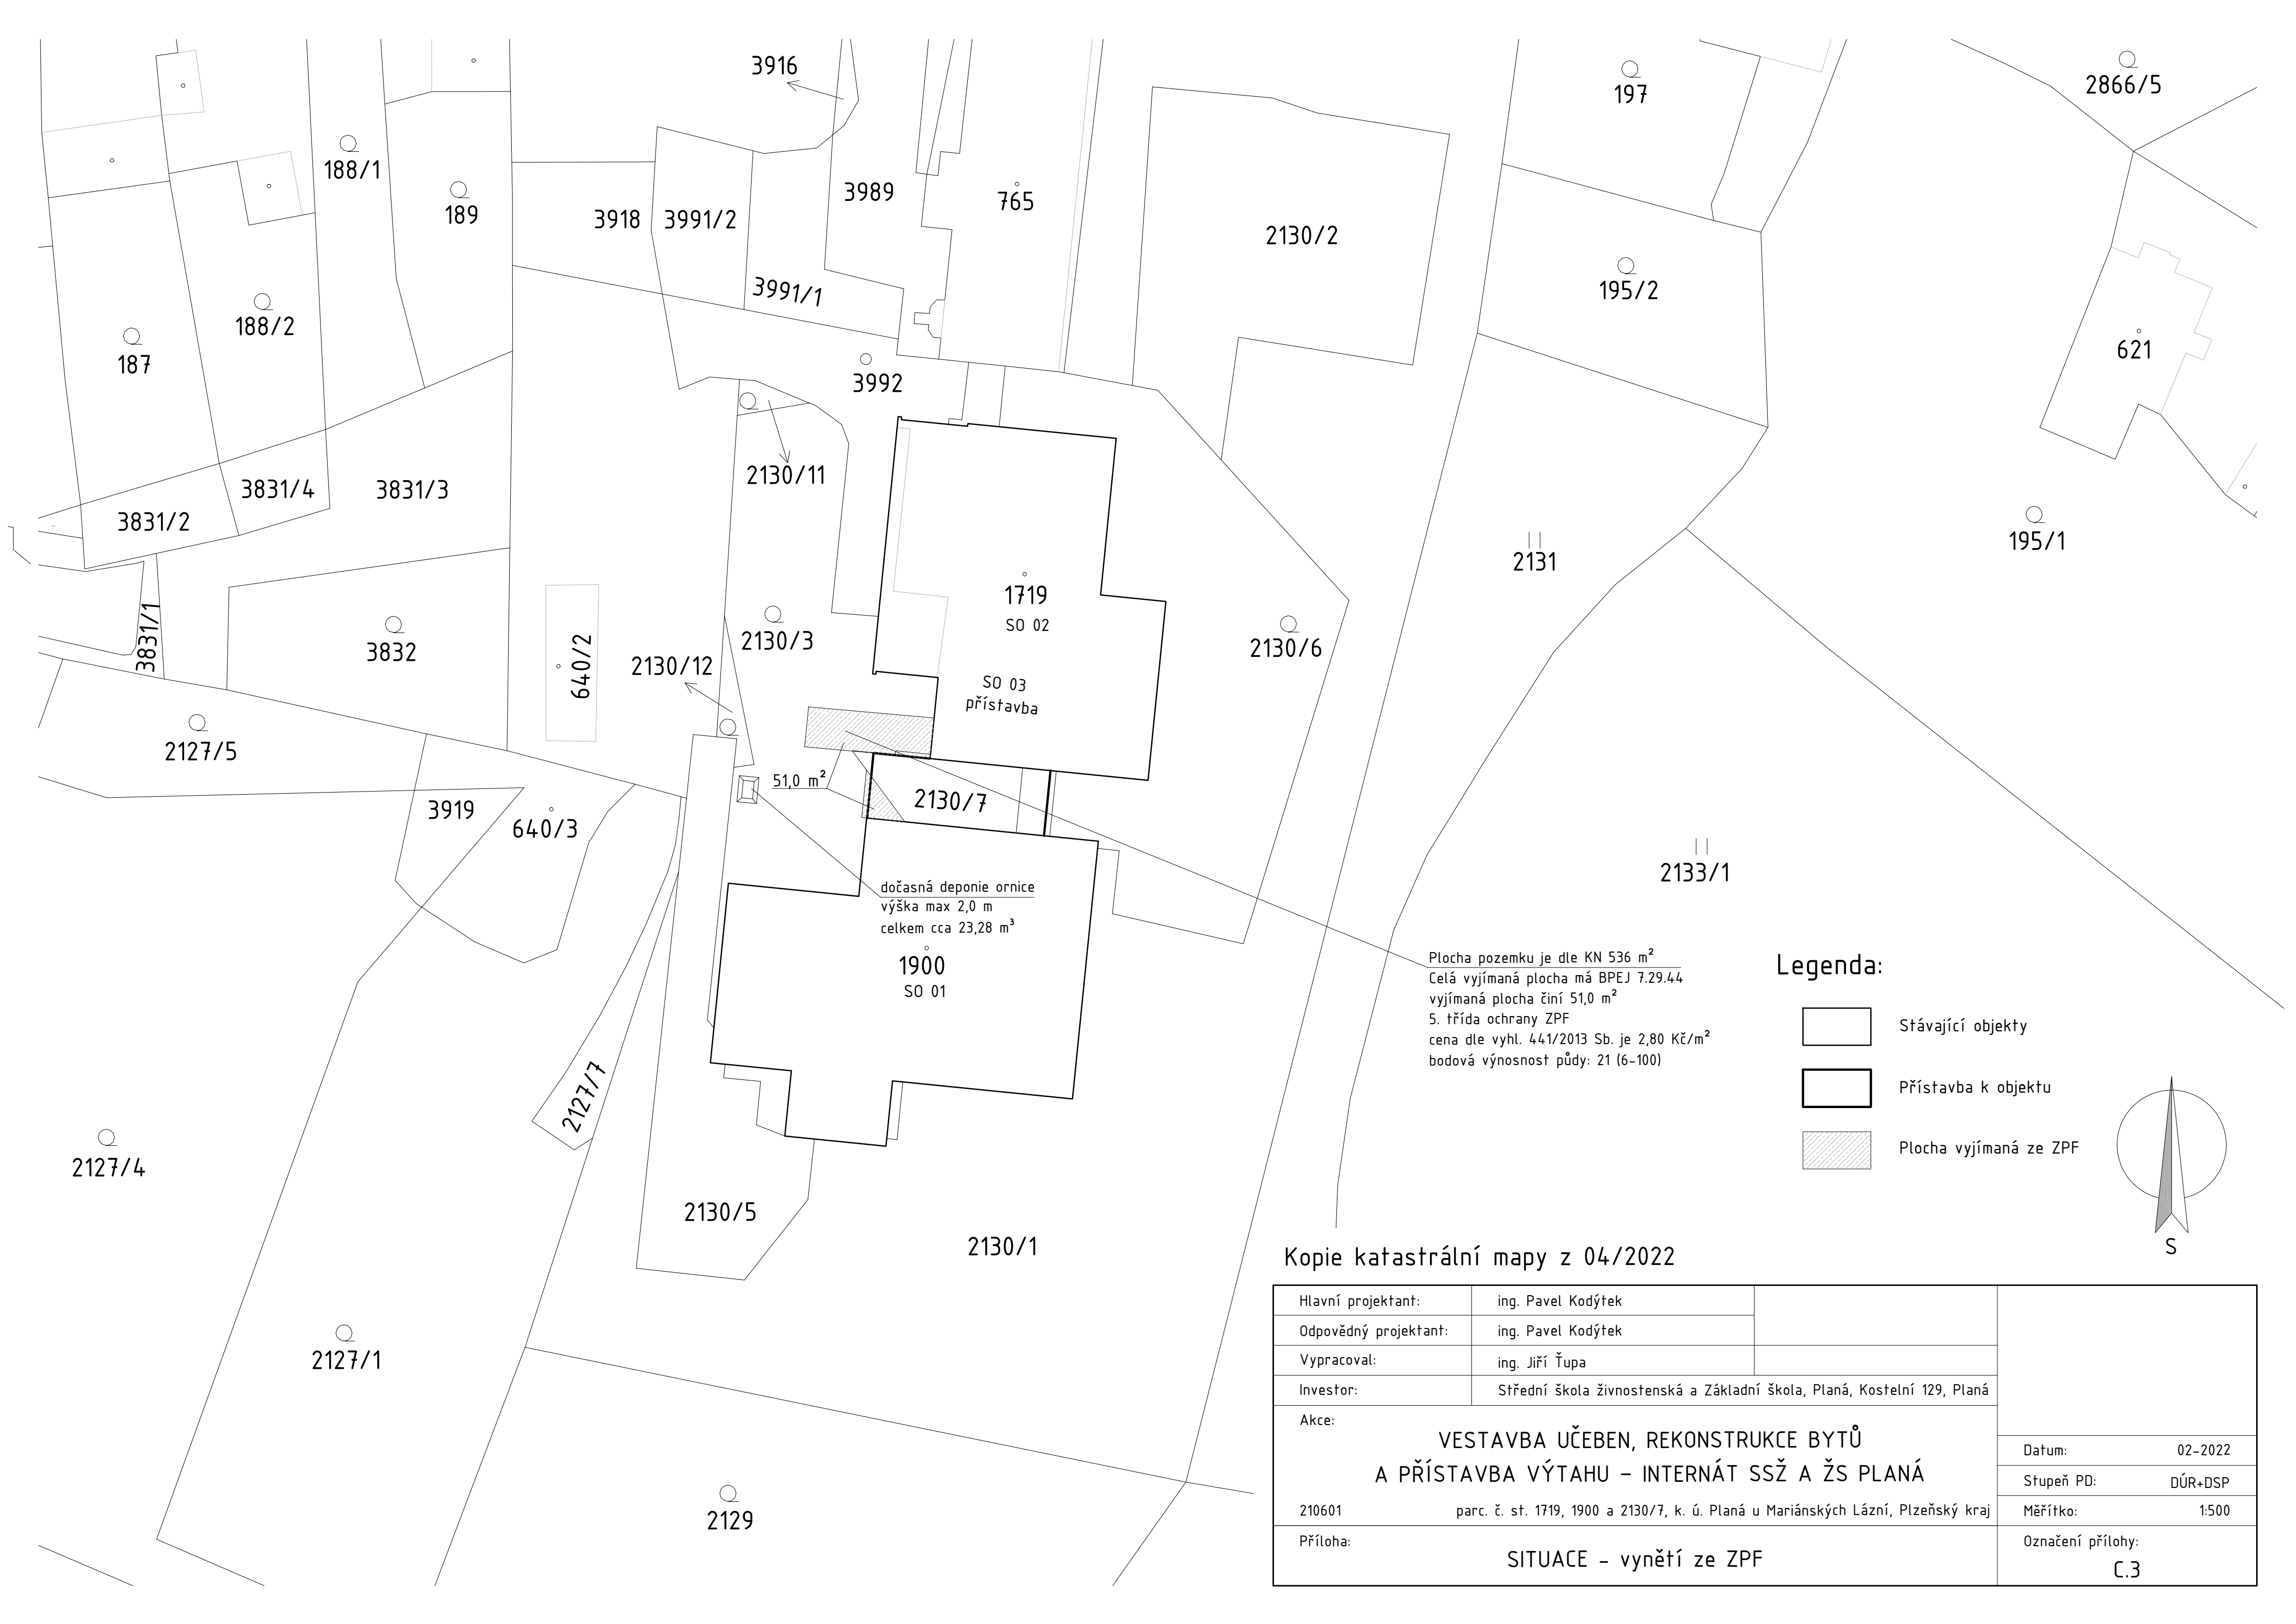 3916
197
2866/5
188/1
189
3918
3991/2
3989
765
2130/2
3991/1
195/2
188/2
187
3992
621
2130/11
3831/4
3831/3
3831/2
195/1
2131
1719
SO 02
3831/1
3832
640/2
2130/12
2130/3
2130/6
SO 03
přístavba
2127/5
51,0 m²
2130/7
3919
640/3
2133/1
dočasná deponie ornice
výška max 2,0 m
celkem cca 23,28 m³
1900
SO 01
Plocha pozemku je dle KN 536 m²
Celá vyjímaná plocha má BPEJ 7.29.44
vyjímaná plocha činí 51,0 m²
5. třída ochrany ZPF
cena dle vyhl. 441/2013 Sb. je 2,80 Kč/m²
bodová výnosnost půdy: 21 (6-100)
Legenda:
Stávající objekty
Přístavba k objektu
Plocha vyjímaná ze ZPF
S
2127/7
2127/4
2130/5
2130/1
2127/1
2129
Kopie katastrální mapy z 04/2022
Hlavní projektant: ing. Pavel Kodýtek
Odpovědný projektant: ing. Pavel Kodýtek
Vypracoval: ing. Jiří Ťupa
Investor: Střední škola živnostenská a Základní škola, Planá, Kostelní 129, Planá
Akce:
VESTAVBA UČEBEN, REKONSTRUKCE BYTŮ
A PŘÍSTAVBA VÝTAHU – INTERNÁT SSŽ A ŽS PLANÁ
210601 parc. č. st. 1719, 1900 a 2130/7, k. ú. Planá u Mariánských Lázní, Plzeňský kraj
Příloha:
SITUACE - vynětí ze ZPF
Datum: 02-2022
Stupeň PD: DÚR+DSP
Měřítko: 1:500
Označení přílohy:
C.3